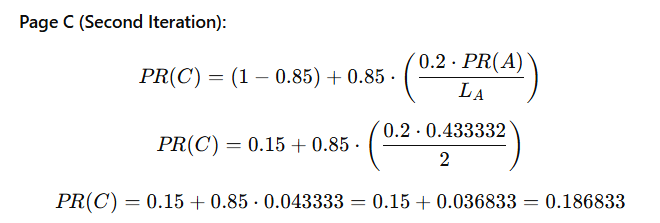 Page C (Second Iteration):
PR(C) = (1 − 0.85) + 0.85 · (0.2 · PR(A) / L_A)
PR(C) = 0.15 + 0.85 · (0.2 · 0.433332 / 2)
PR(C) = 0.15 + 0.85 · 0.043333 = 0.15 + 0.036833 = 0.186833